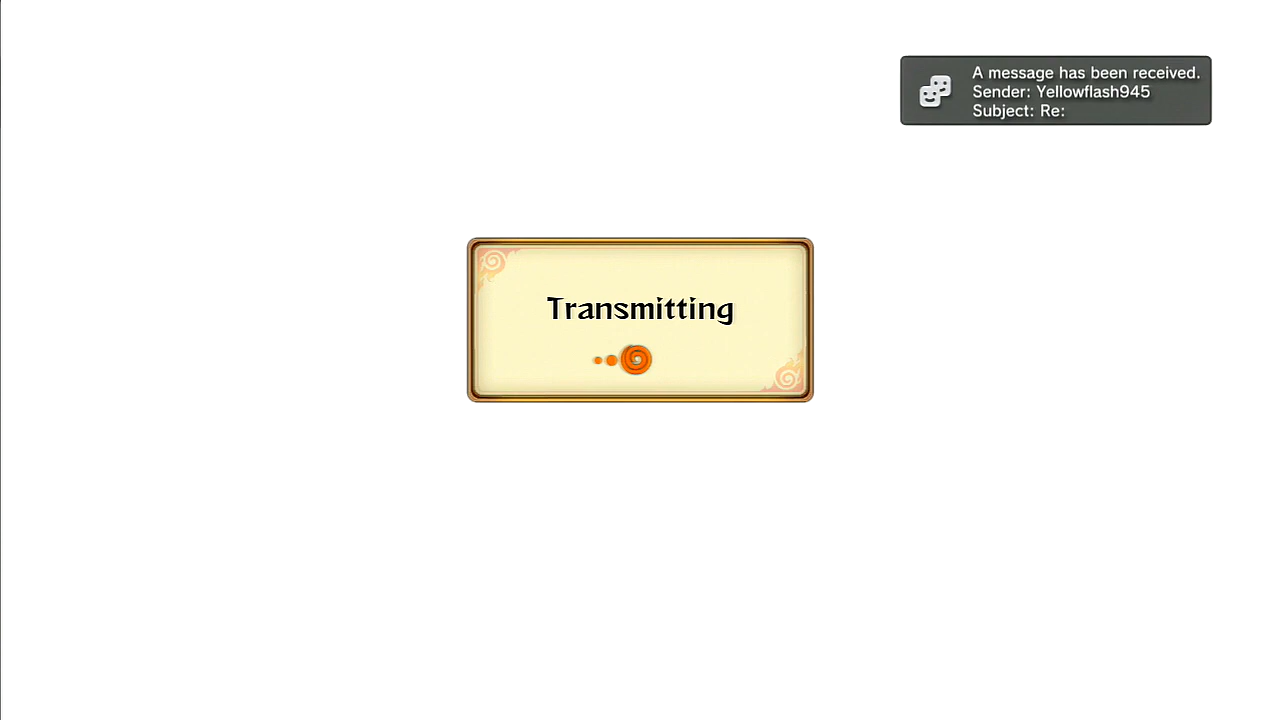 A message has been received.
Sender: Yellowflash945
Subject: Re:
Transmitting